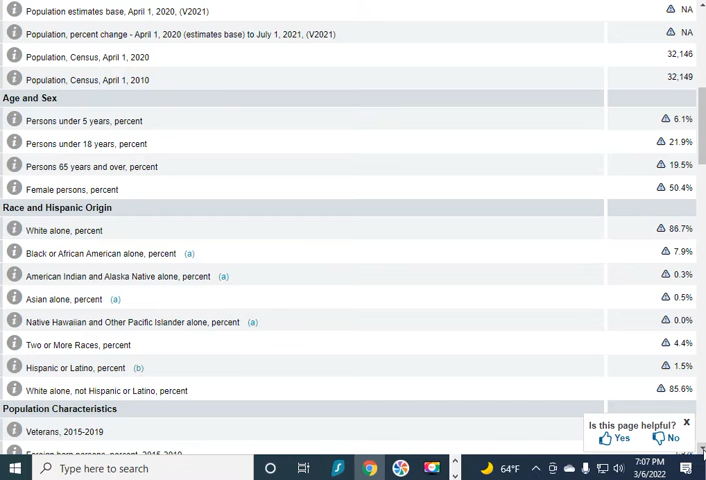 Population estimates base, April 1, 2020, (V2021) NA
Population, percent change - April 1, 2020 (estimates base) to July 1, 2021, (V2021) NA
Population, Census, April 1, 2020 32,146
Population, Census, April 1, 2010 32,149
Age and Sex
Persons under 5 years, percent 6.1%
Persons under 18 years, percent 21.9%
Persons 65 years and over, percent 19.5%
Female persons, percent 50.4%
Race and Hispanic Origin
White alone, percent 86.7%
Black or African American alone, percent (a) 7.9%
American Indian and Alaska Native alone, percent (a) 0.3%
Asian alone, percent (a) 0.5%
Native Hawaiian and Other Pacific Islander alone, percent (a) 0.0%
Two or More Races, percent 4.4%
Hispanic or Latino, percent (b) 1.5%
White alone, not Hispanic or Latino, percent 85.6%
Population Characteristics
Is this page helpful? X
Yes No
Veterans, 2015-2019
Foreign born persons, percent, 2015-2019
Type here to search
64°F
7:07 PM
3/6/2022